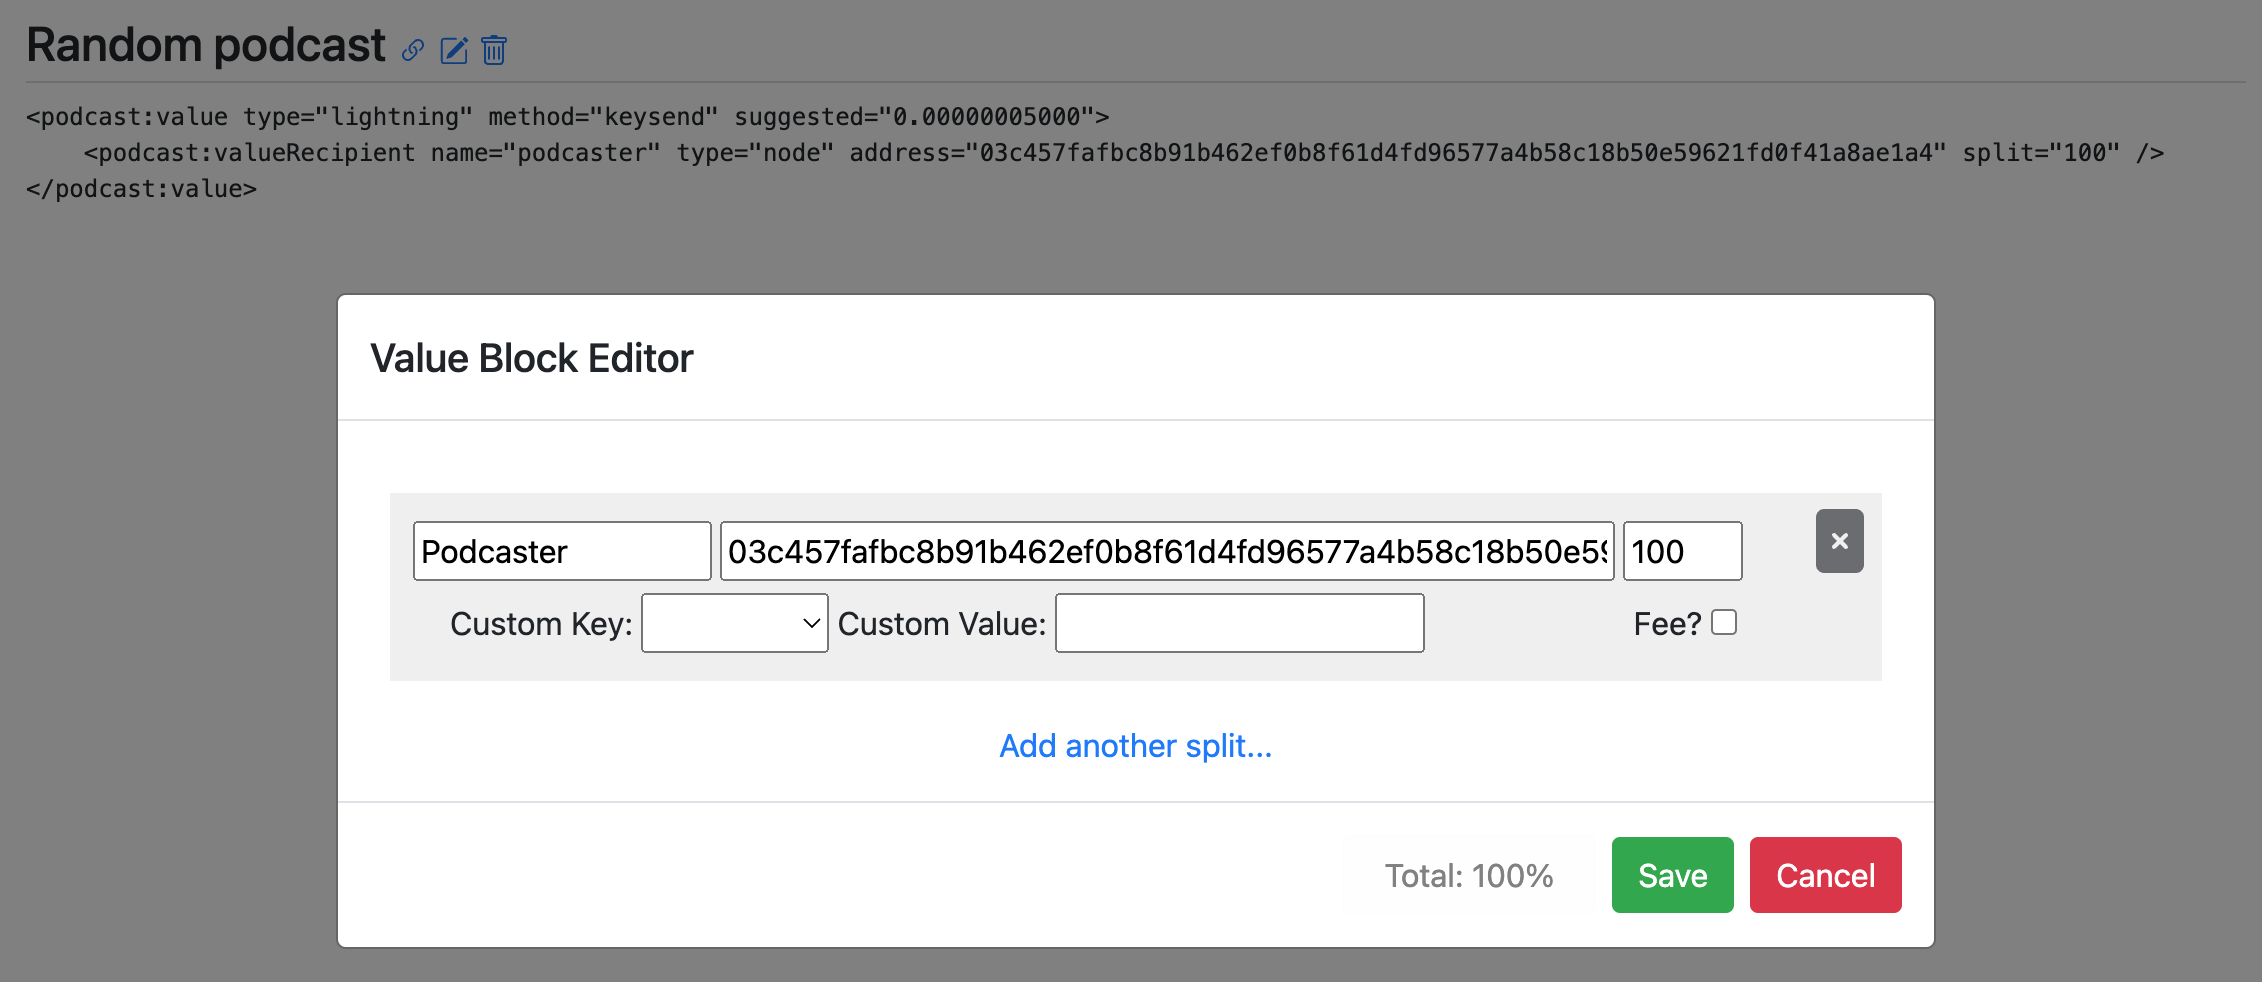 Random podcast
<podcast:value type="lightning" method="keysend" suggested="0.00000005000">
<podcast:valueRecipient name="podcaster" type="node" address="03c457fafbc8b91b462ef0b8f61d4fd96577a4b58c18b50e59621fd0f41a8ae1a4" split="100" />
</podcast:value>
Value Block Editor
Podcaster 03c457fafbc8b91b462ef0b8f61d4fd96577a4b58c18b50e59 100 ×
Custom Key: Custom Value: Fee?
Add another split...
Total: 100% Save Cancel